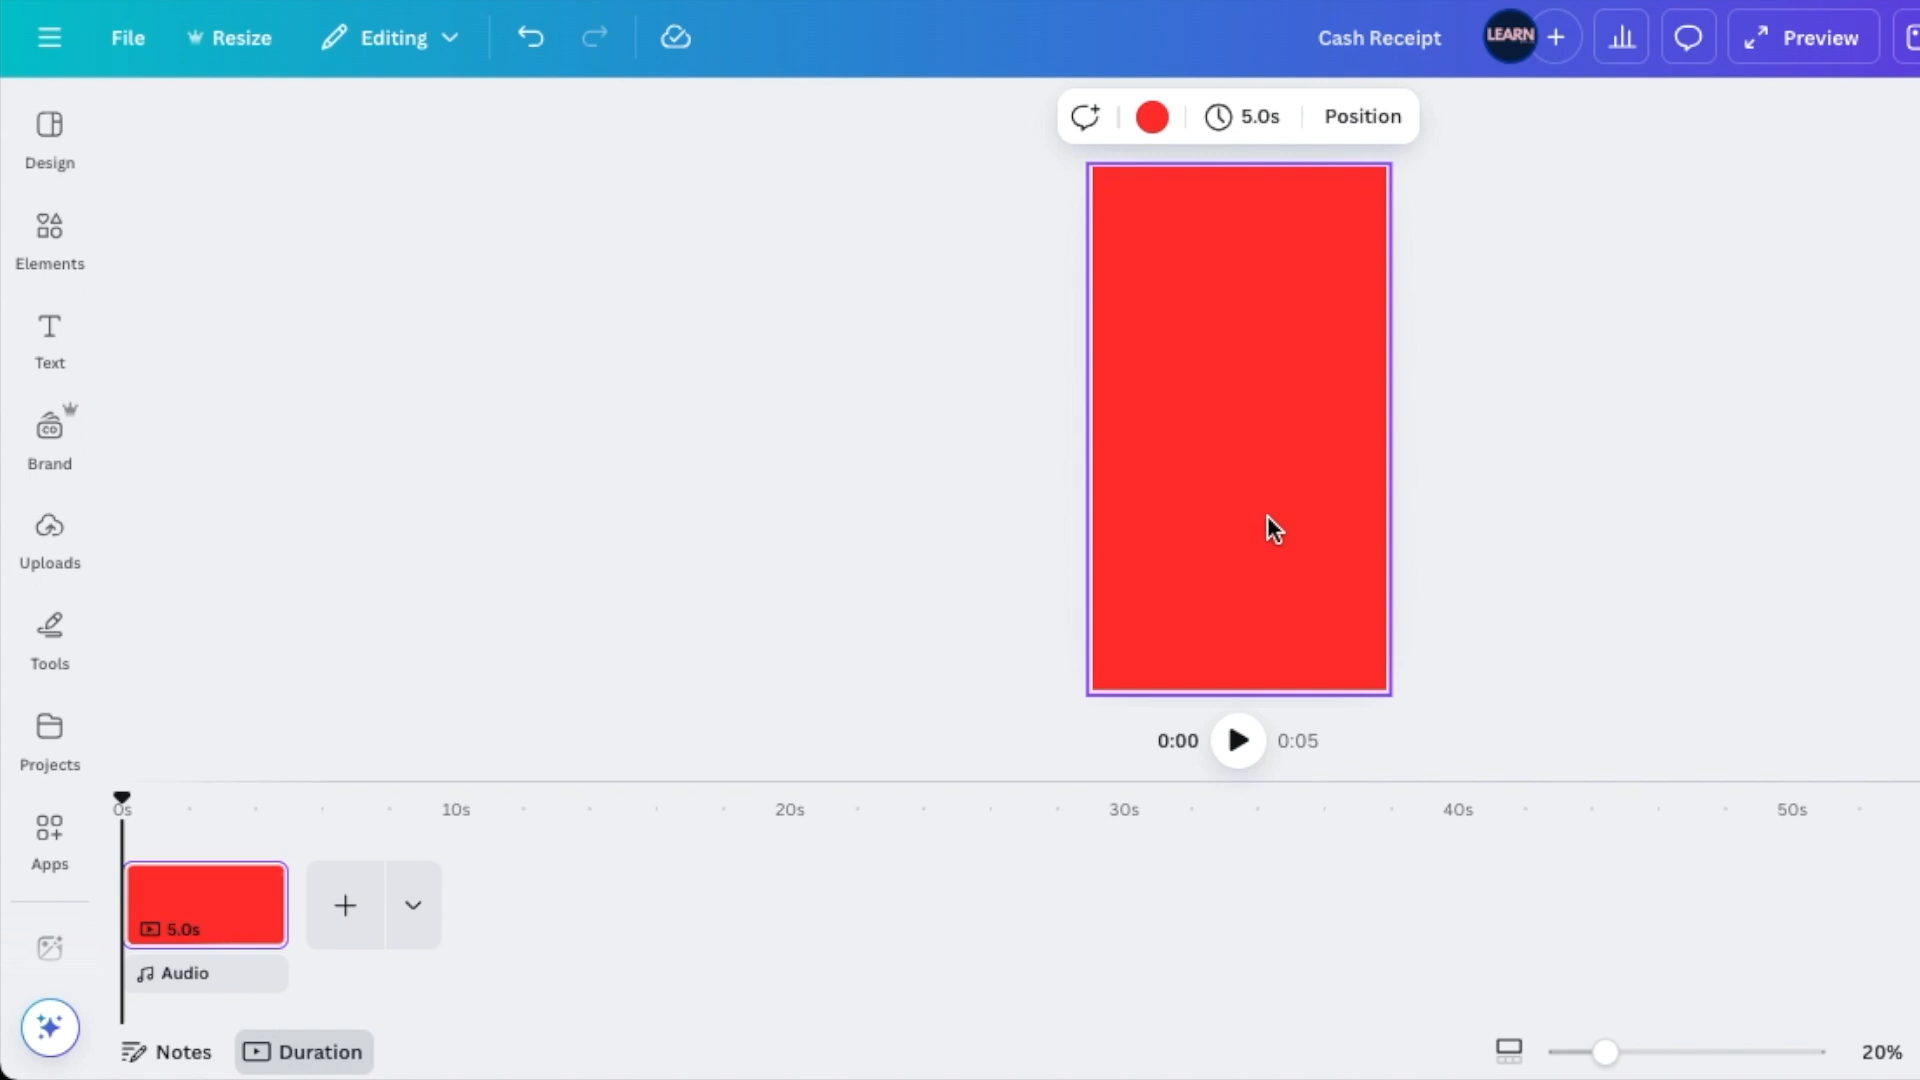 File Resize Editing Cash Receipt LEARN Preview
5.0s Position
Design
Elements
Text
Brand
CO
Uploads
Tools
Projects
Apps
0:00 0:05
0s 10s 20s 30s 40s 50s
5.0s
Audio
Notes Duration 20%